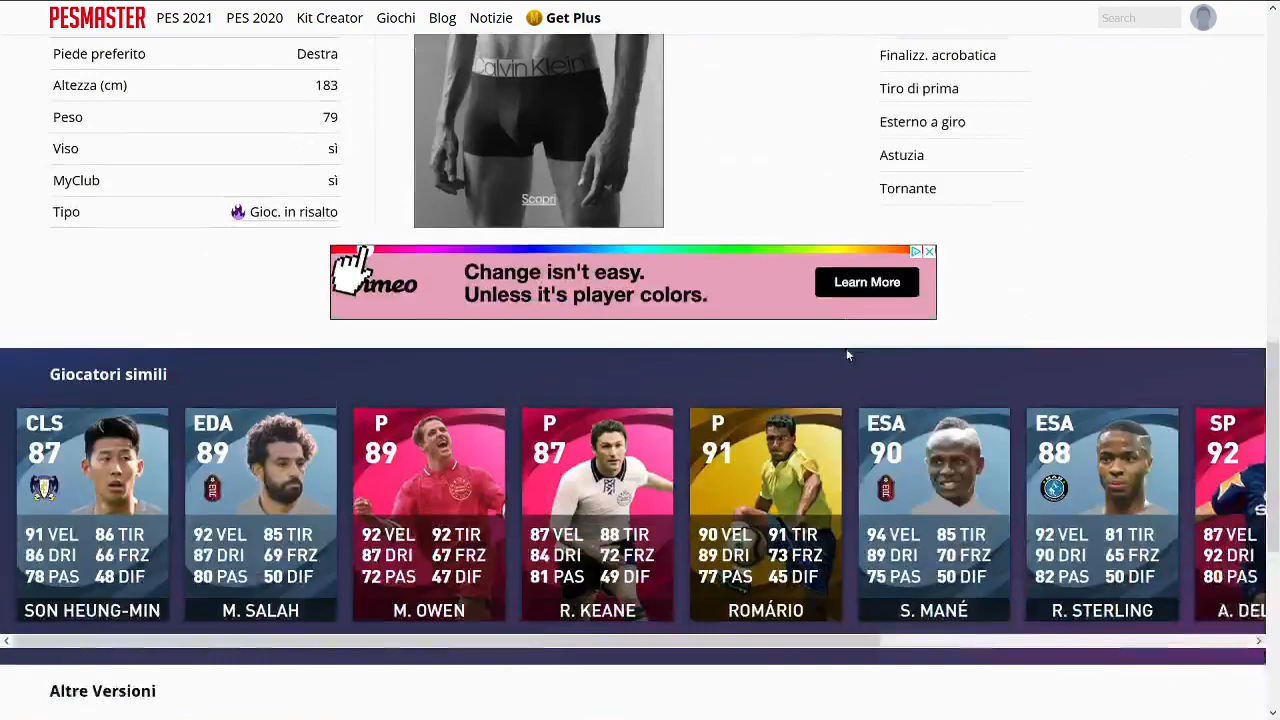 PESMASTER PES 2021 PES 2020 Kit Creator Giochi Blog Notizie Get Plus Search
Piede preferito Destra
Altezza (cm) 183
Peso 79
Viso sì
MyClub sì
Tipo Gioc. in risalto
Calvin Klein
Scopri
Finalizz. acrobatica
Tiro di prima
Esterno a giro
Astuzia
Tornante
Change isn't easy.
Unless it's player colors.
Learn More
Giocatori simili
CLS
87
91 VEL 86 TIR
86 DRI 66 FRZ
78 PAS 48 DIF
SON HEUNG-MIN
EDA
89
92 VEL 85 TIR
87 DRI 69 FRZ
80 PAS 50 DIF
M. SALAH
P
89
92 VEL 92 TIR
87 DRI 67 FRZ
72 PAS 47 DIF
M. OWEN
P
87
87 VEL 88 TIR
84 DRI 72 FRZ
81 PAS 49 DIF
R. KEANE
P
91
90 VEL 91 TIR
89 DRI 73 FRZ
77 PAS 45 DIF
ROMÁRIO
ESA
90
94 VEL 85 TIR
89 DRI 70 FRZ
75 PAS 50 DIF
S. MANÉ
ESA
88
92 VEL 81 TIR
90 DRI 65 FRZ
82 PAS 50 DIF
R. STERLING
SP
92
87 VEL
92 DRI
80 PAS
A. DEL
Altre Versioni